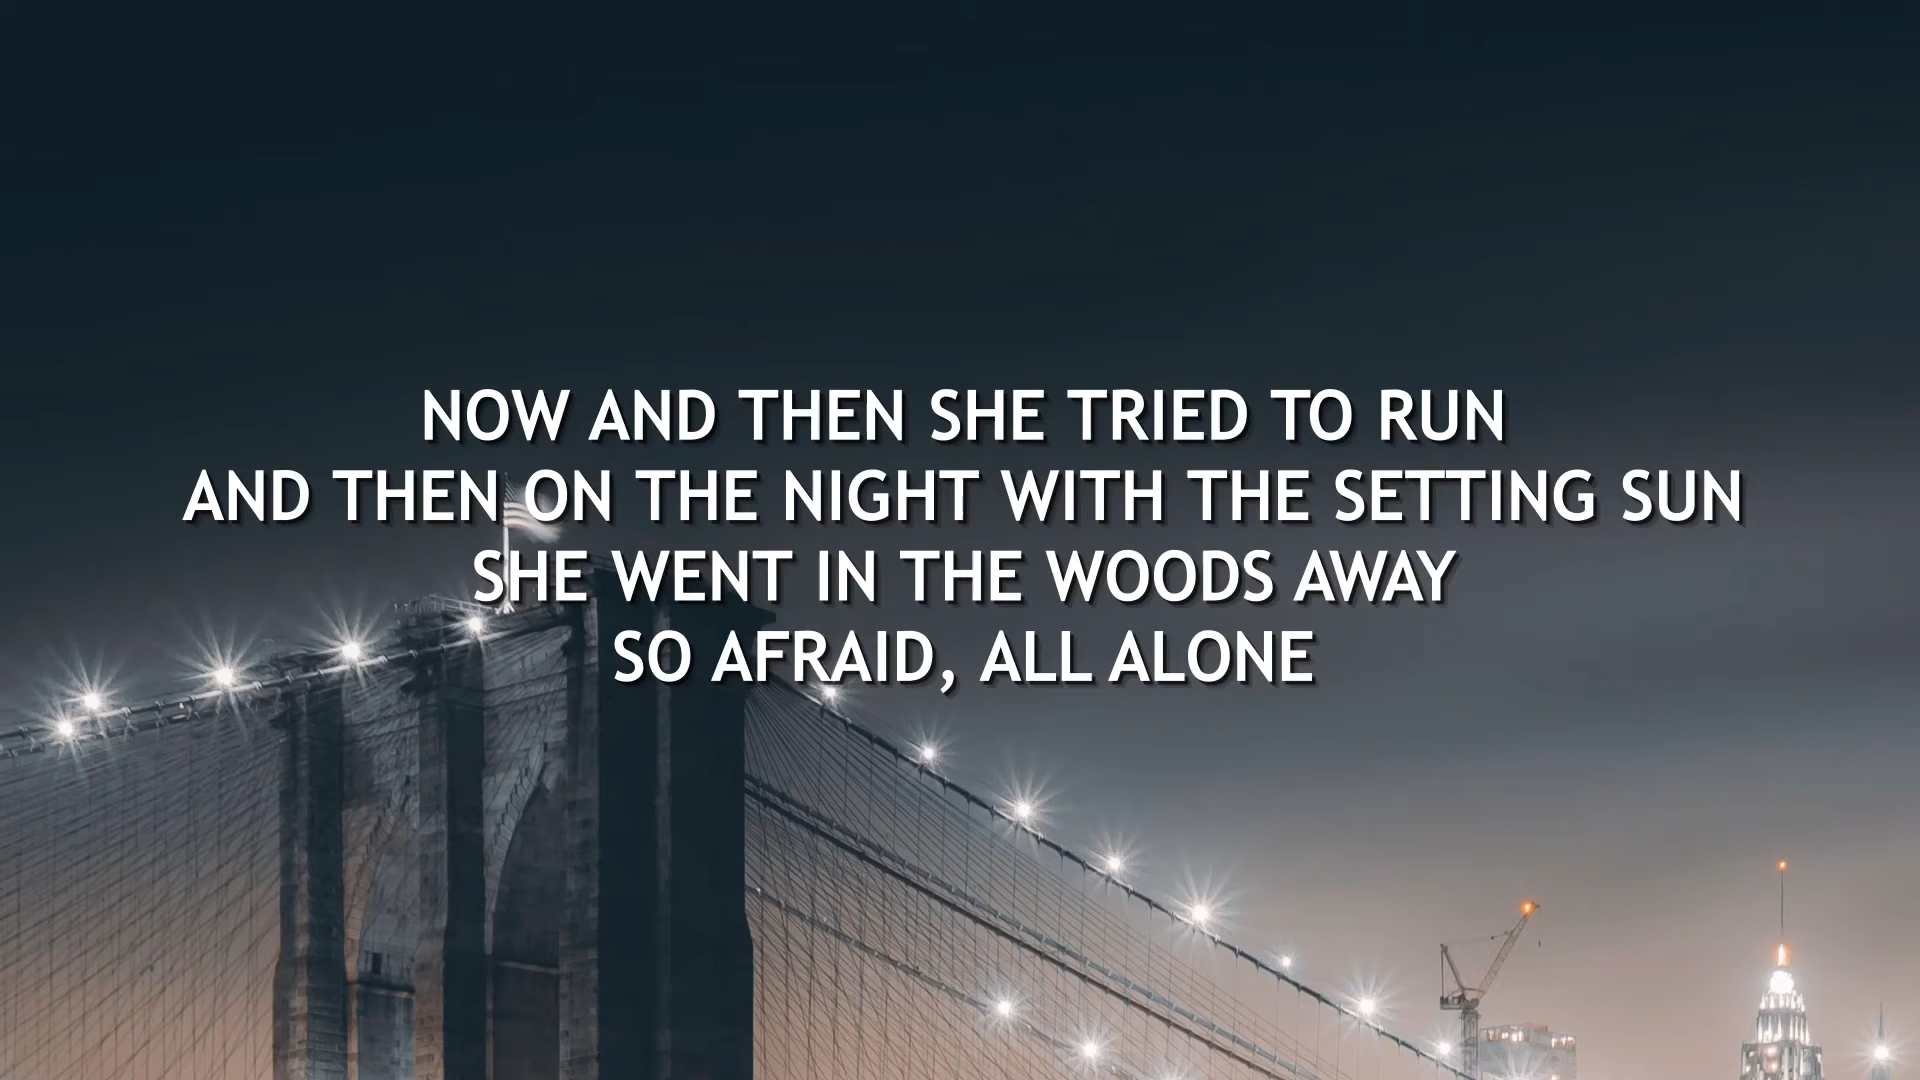 NOW AND THEN SHE TRIED TO RUN
AND THEN ON THE NIGHT WITH THE SETTING SUN
SHE WENT IN THE WOODS AWAY
SO AFRAID, ALL ALONE